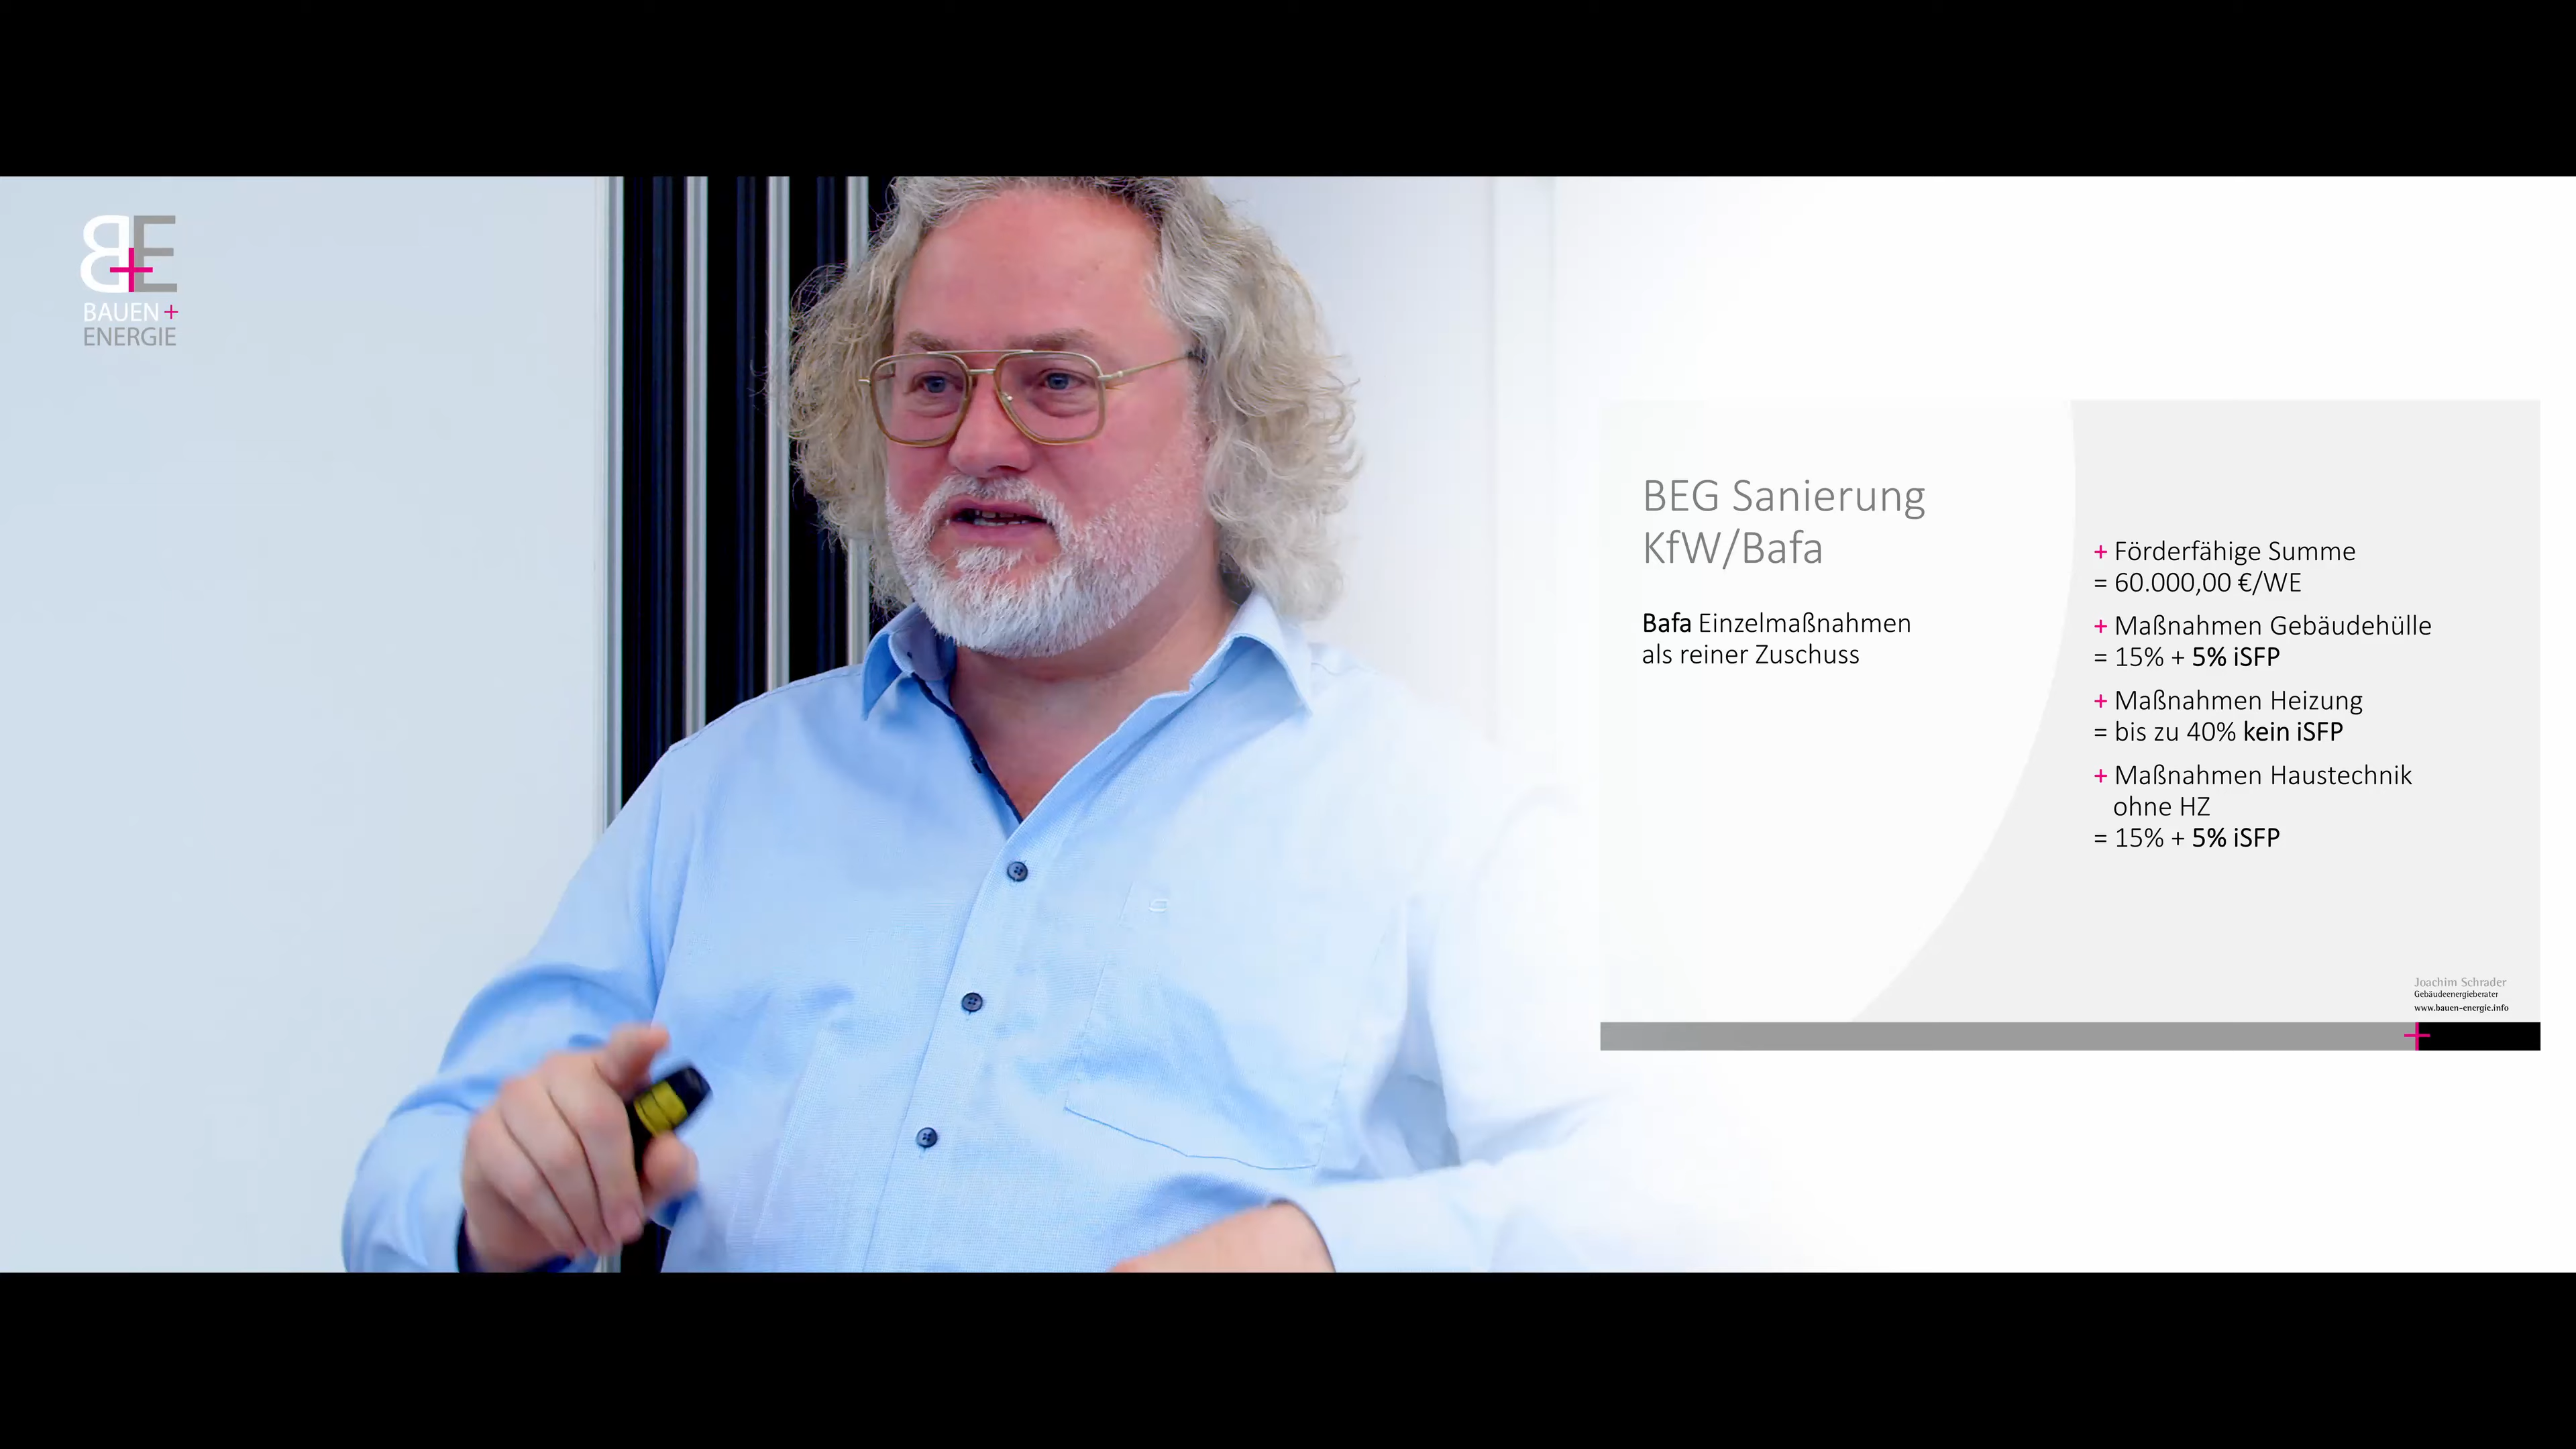 BE
BAUEN+
ENERGIE
BEG Sanierung
KfW/Bafa
Bafa Einzelmaßnahmen
als reiner Zuschuss
+ Förderfähige Summe
= 60.000,00 €/WE
+ Maßnahmen Gebäudehülle
= 15% + 5% iSFP
+ Maßnahmen Heizung
= bis zu 40% kein iSFP
+ Maßnahmen Haustechnik
ohne HZ
= 15% + 5% iSFP
Joachim Schrader
Gebäudeenergieberater
www.bauen-energie.info